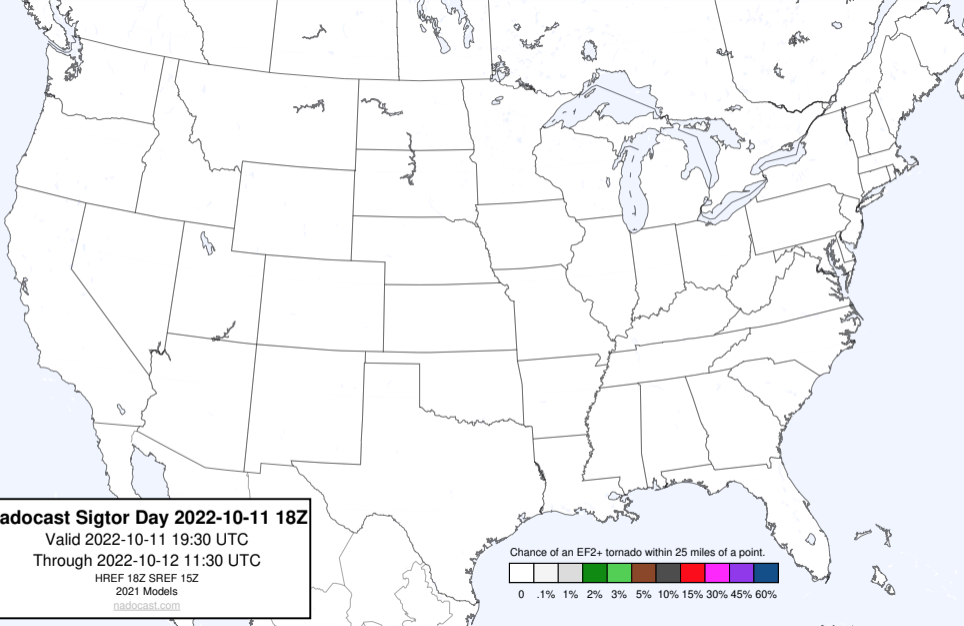 adocast Sigtor Day 2022-10-11 18Z
Valid 2022-10-11 19:30 UTC
Through 2022-10-12 11:30 UTC
HREF 18Z SREF 15Z
2021 Models
nadocast.com
Chance of an EF2+ tornado within 25 miles of a point.
0 .1% 1% 2% 3% 5% 10% 15% 30% 45% 60%